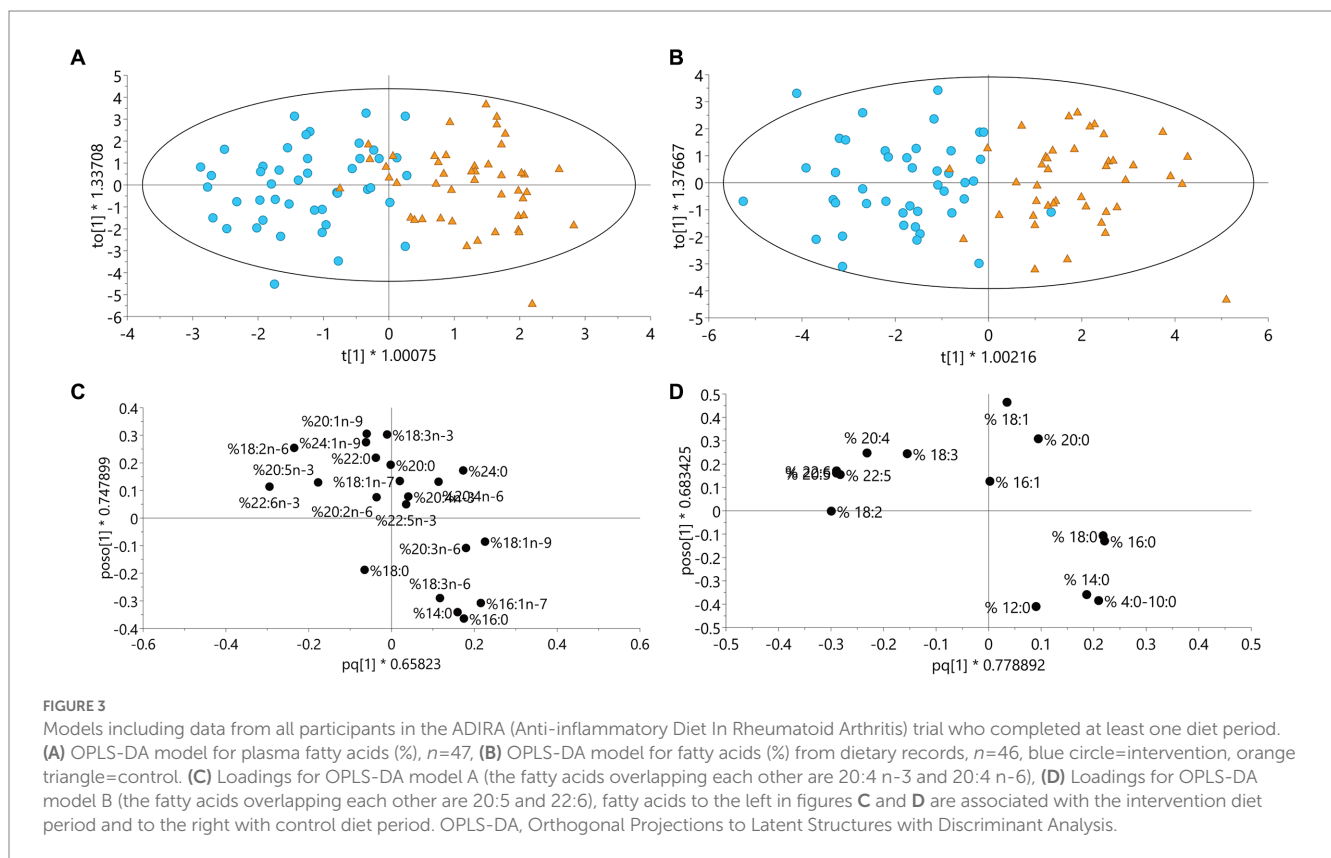 A
to[1] * 1.33708
5
4
3
2
1
0
-1
-2
-3
-4
-5
-6
-4
-3
-2
-1
0
1
2
3
4
t[1] * 1.00075
B
to[1] * 1.37667
4
3
2
1
0
-1
-2
-3
-4
-5
-6
-4
-2
0
2
4
6
t[1] * 1.00216
C
poso[1] * 0.747899
0.4
0.3
0.2
0.1
0
-0.1
-0.2
-0.3
-0.4
%20:1n-9
%18:3n-3
%18:2n-6
%24:1n-9
%22:0
%20:0
%24:0
%20:5n-3
%18:1n-7
%22:6n-3
%20:4n-6
%20:2n-6
%22:5n-3
%20:3n-6
%18:1n-9
%18:0
%18:3n-6
%16:1n-7
%14:0
%16:0
-0.6
-0.4
-0.2
0
0.2
0.4
0.6
pq[1] * 0.65823
D
poso[1] * 0.683425
0.5
0.4
0.3
0.2
0.1
0
-0.1
-0.2
-0.3
-0.4
-0.5
% 18:1
% 20:0
% 20:4
% 18:3
% 22:5
% 16:1
% 18:2
% 18:0
% 16:0
% 14:0
% 12:0
% 4:0-10:0
-0.5
-0.4
-0.3
-0.2
-0.1
0
0.1
0.2
0.3
0.4
0.5
pq[1] * 0.778892
FIGURE 3
Models including data from all participants in the ADIRA (Anti-inflammatory Diet In Rheumatoid Arthritis) trial who completed at least one diet period.
(A) OPLS-DA model for plasma fatty acids (%), n=47, (B) OPLS-DA model for fatty acids (%) from dietary records, n=46, blue circle=intervention, orange
triangle=control. (C) Loadings for OPLS-DA model A (the fatty acids overlapping each other are 20:4 n-3 and 20:4 n-6), (D) Loadings for OPLS-DA
model B (the fatty acids overlapping each other are 20:5 and 22:6), fatty acids to the left in figures C and D are associated with the intervention diet
period and to the right with control diet period. OPLS-DA, Orthogonal Projections to Latent Structures with Discriminant Analysis.